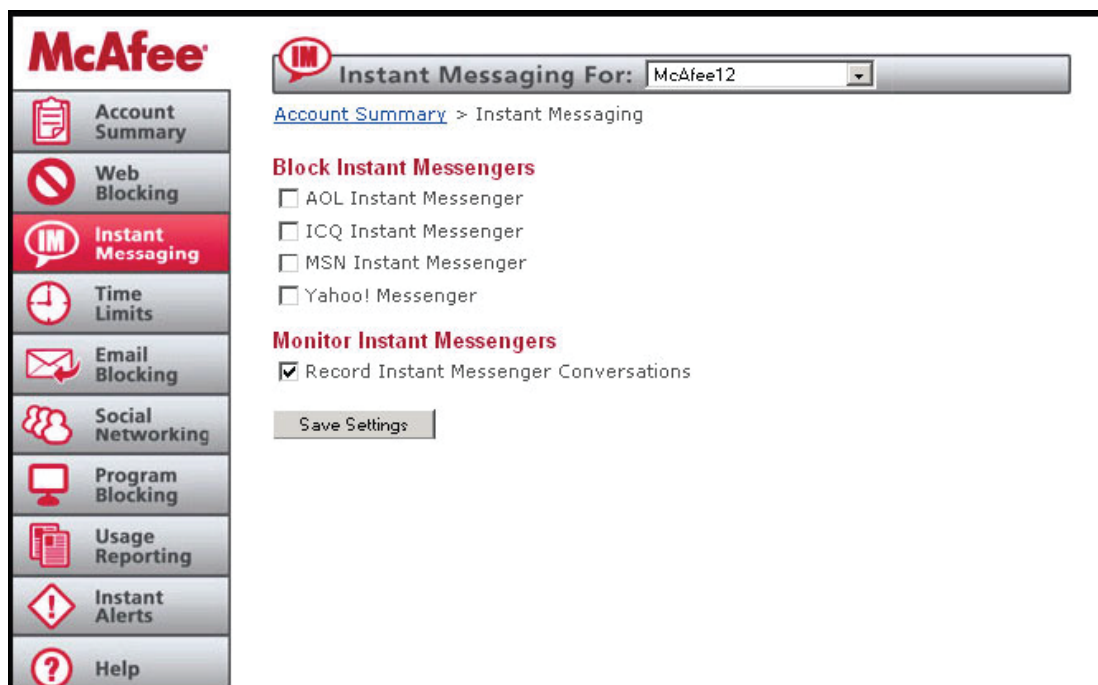 McAfee
Account
Summary
Web
Blocking
IM
Instant
Messaging
Time
Limits
Email
Blocking
Social
Networking
Program
Blocking
Usage
Reporting
Instant
Alerts
Help
IM
Instant Messaging For: McAfee12
Account Summary > Instant Messaging
Block Instant Messengers
AOL Instant Messenger
ICQ Instant Messenger
MSN Instant Messenger
Yahoo! Messenger
Monitor Instant Messengers
Record Instant Messenger Conversations
Save Settings